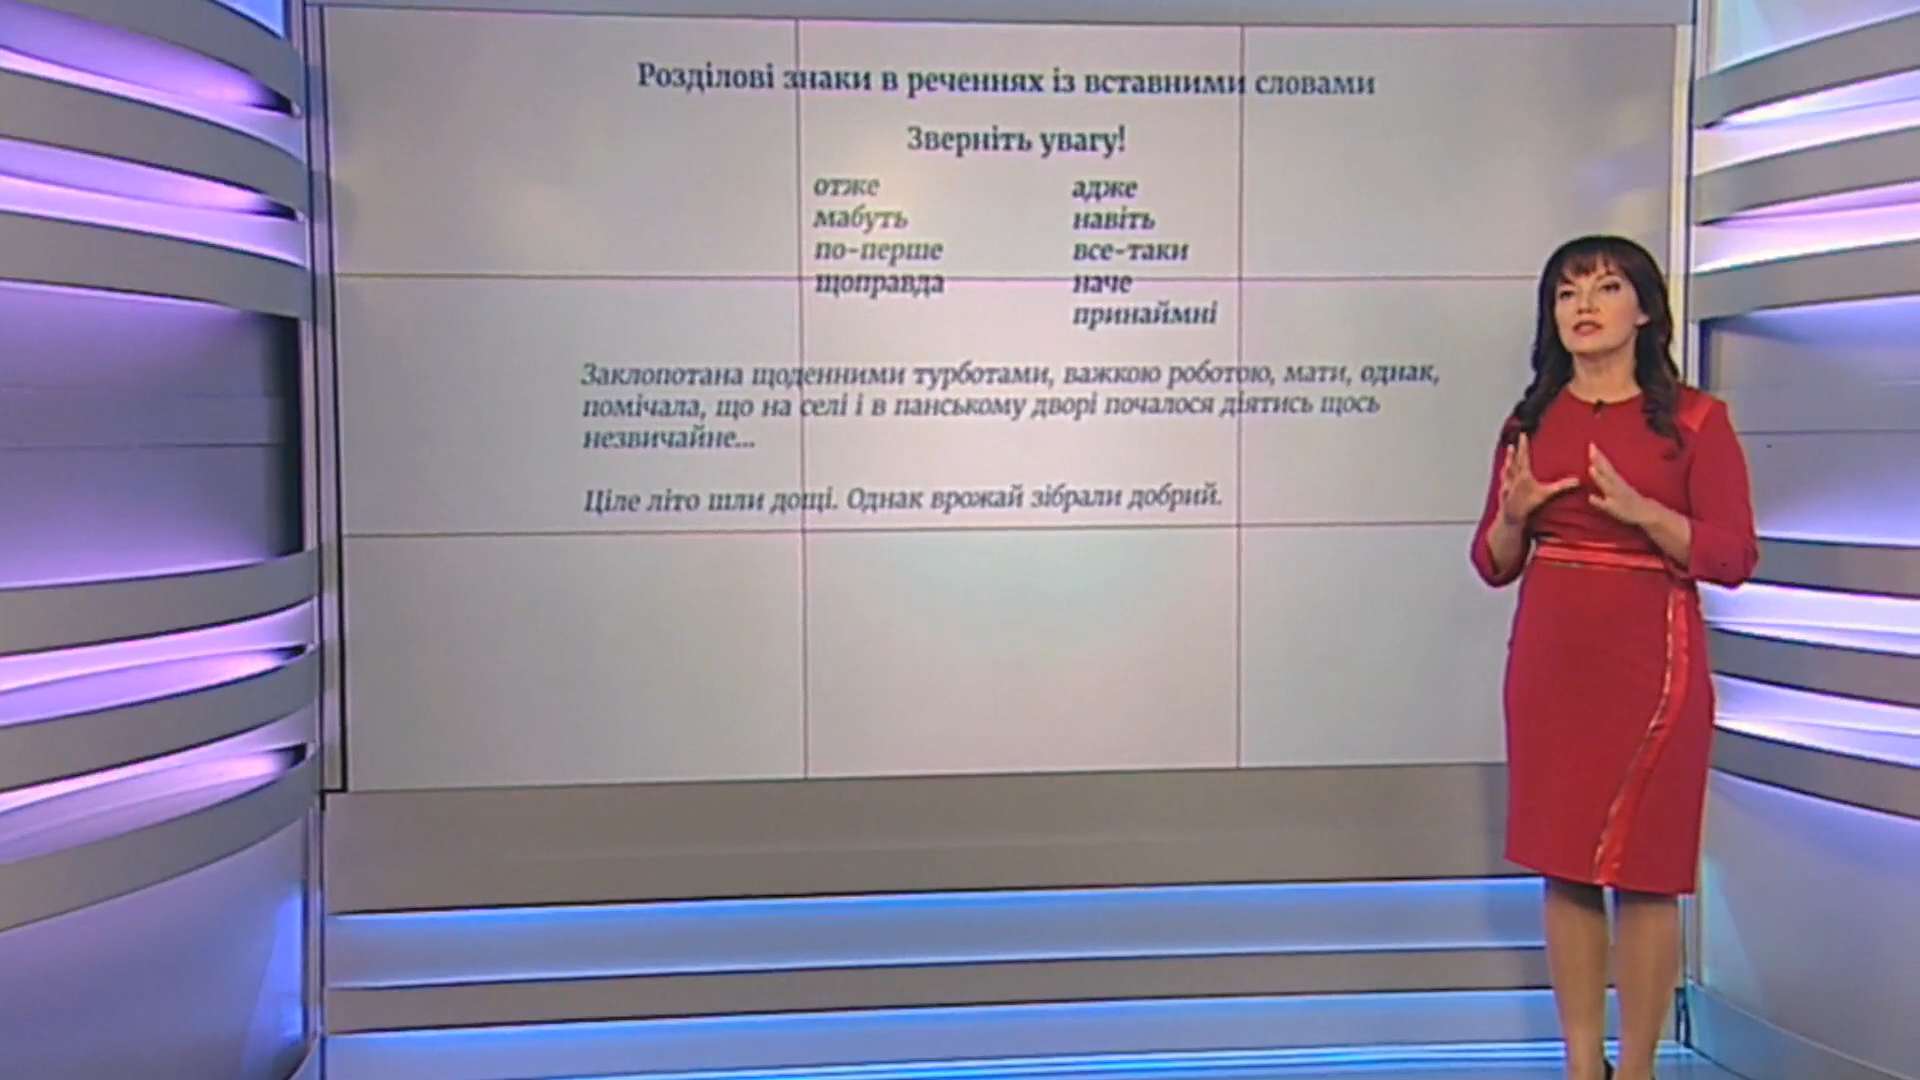 Розділові знаки в реченнях із вставними словами
Зверніть увагу!
отже адже
мабуть навіть
по-перше все-таки
щоправда наче
принаймні
Заклопотана щоденними турботами, важкою роботою, мати, однак,
помічала, що на селі і в панському дворі почалося діятись щось
незвичайне...
Ціле літо шли дощі. Однак врожай зібрали добрий.